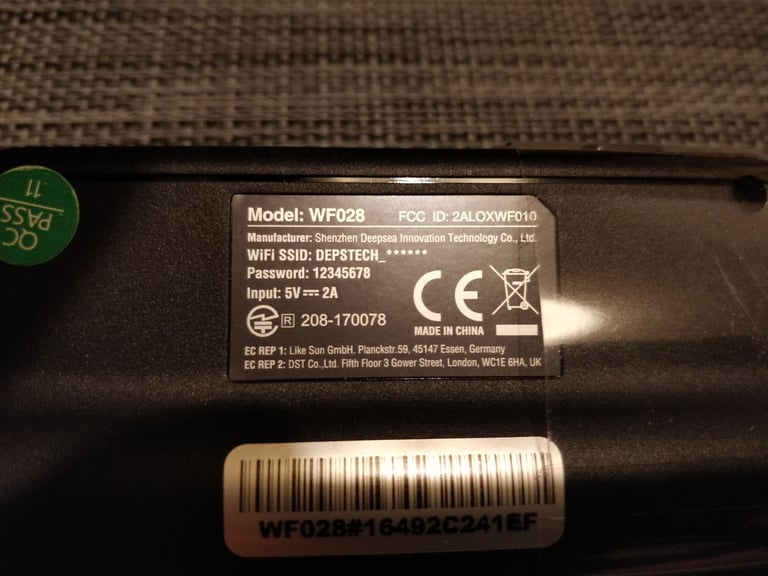 QC
PASS
11
Model: WF028 FCC ID: 2ALOXWF010
Manufacturer: Shenzhen Deepsea Innovation Technology Co., Ltd.
WiFi SSID: DEPSTECH_******
Password: 12345678
Input: 5V⎓2A
R 208-170078
CE
MADE IN CHINA
EC REP 1: Like Sun GmbH. Planckstr.59, 45147 Essen, Germany
EC REP 2: DST Co.,Ltd. Fifth Floor 3 Gower Street, London, WC1E 6HA, UK
WF028#16492C241EF